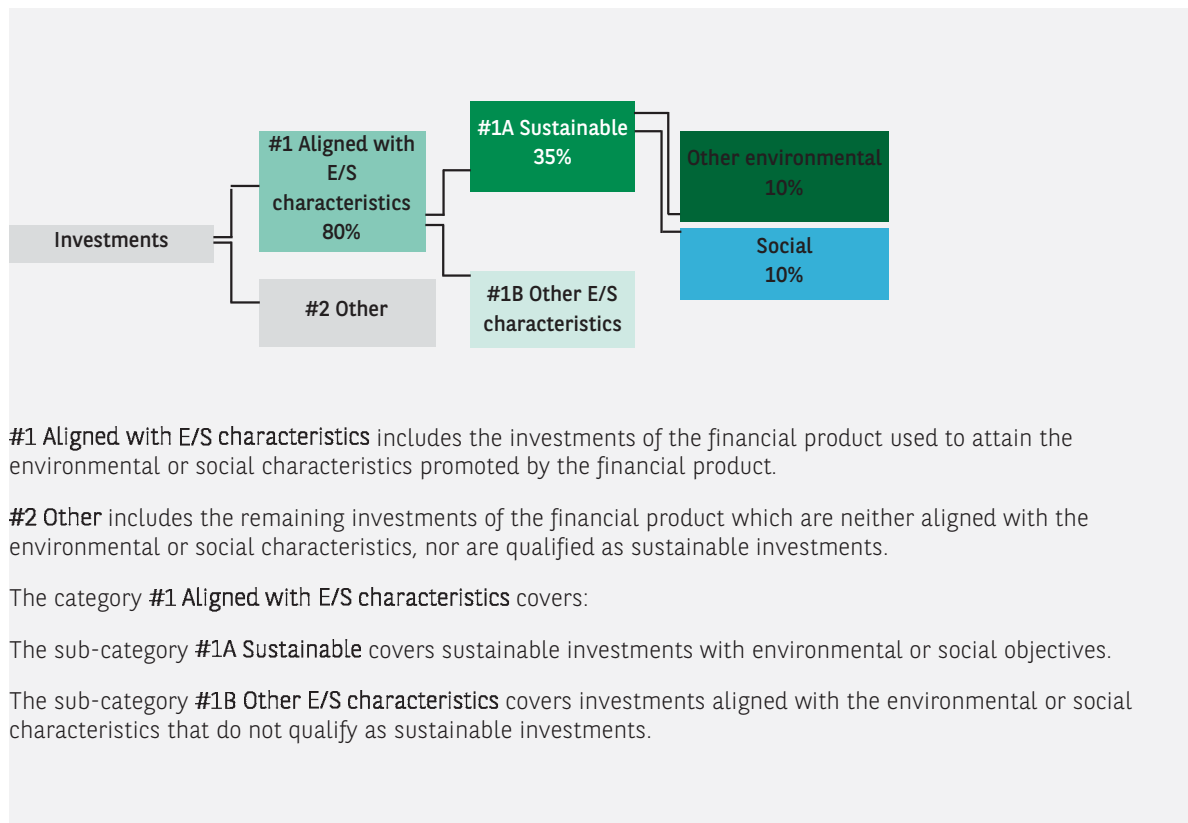 #1A Sustainable
35%
#1 Aligned with
E/S
characteristics
80%
Other environmental
10%
Investments
Social
10%
#2 Other
#1B Other E/S
characteristics
#1 Aligned with E/S characteristics includes the investments of the financial product used to attain the
environmental or social characteristics promoted by the financial product.
#2 Other includes the remaining investments of the financial product which are neither aligned with the
environmental or social characteristics, nor are qualified as sustainable investments.
The category #1 Aligned with E/S characteristics covers:
The sub-category #1A Sustainable covers sustainable investments with environmental or social objectives.
The sub-category #1B Other E/S characteristics covers investments aligned with the environmental or social
characteristics that do not qualify as sustainable investments.